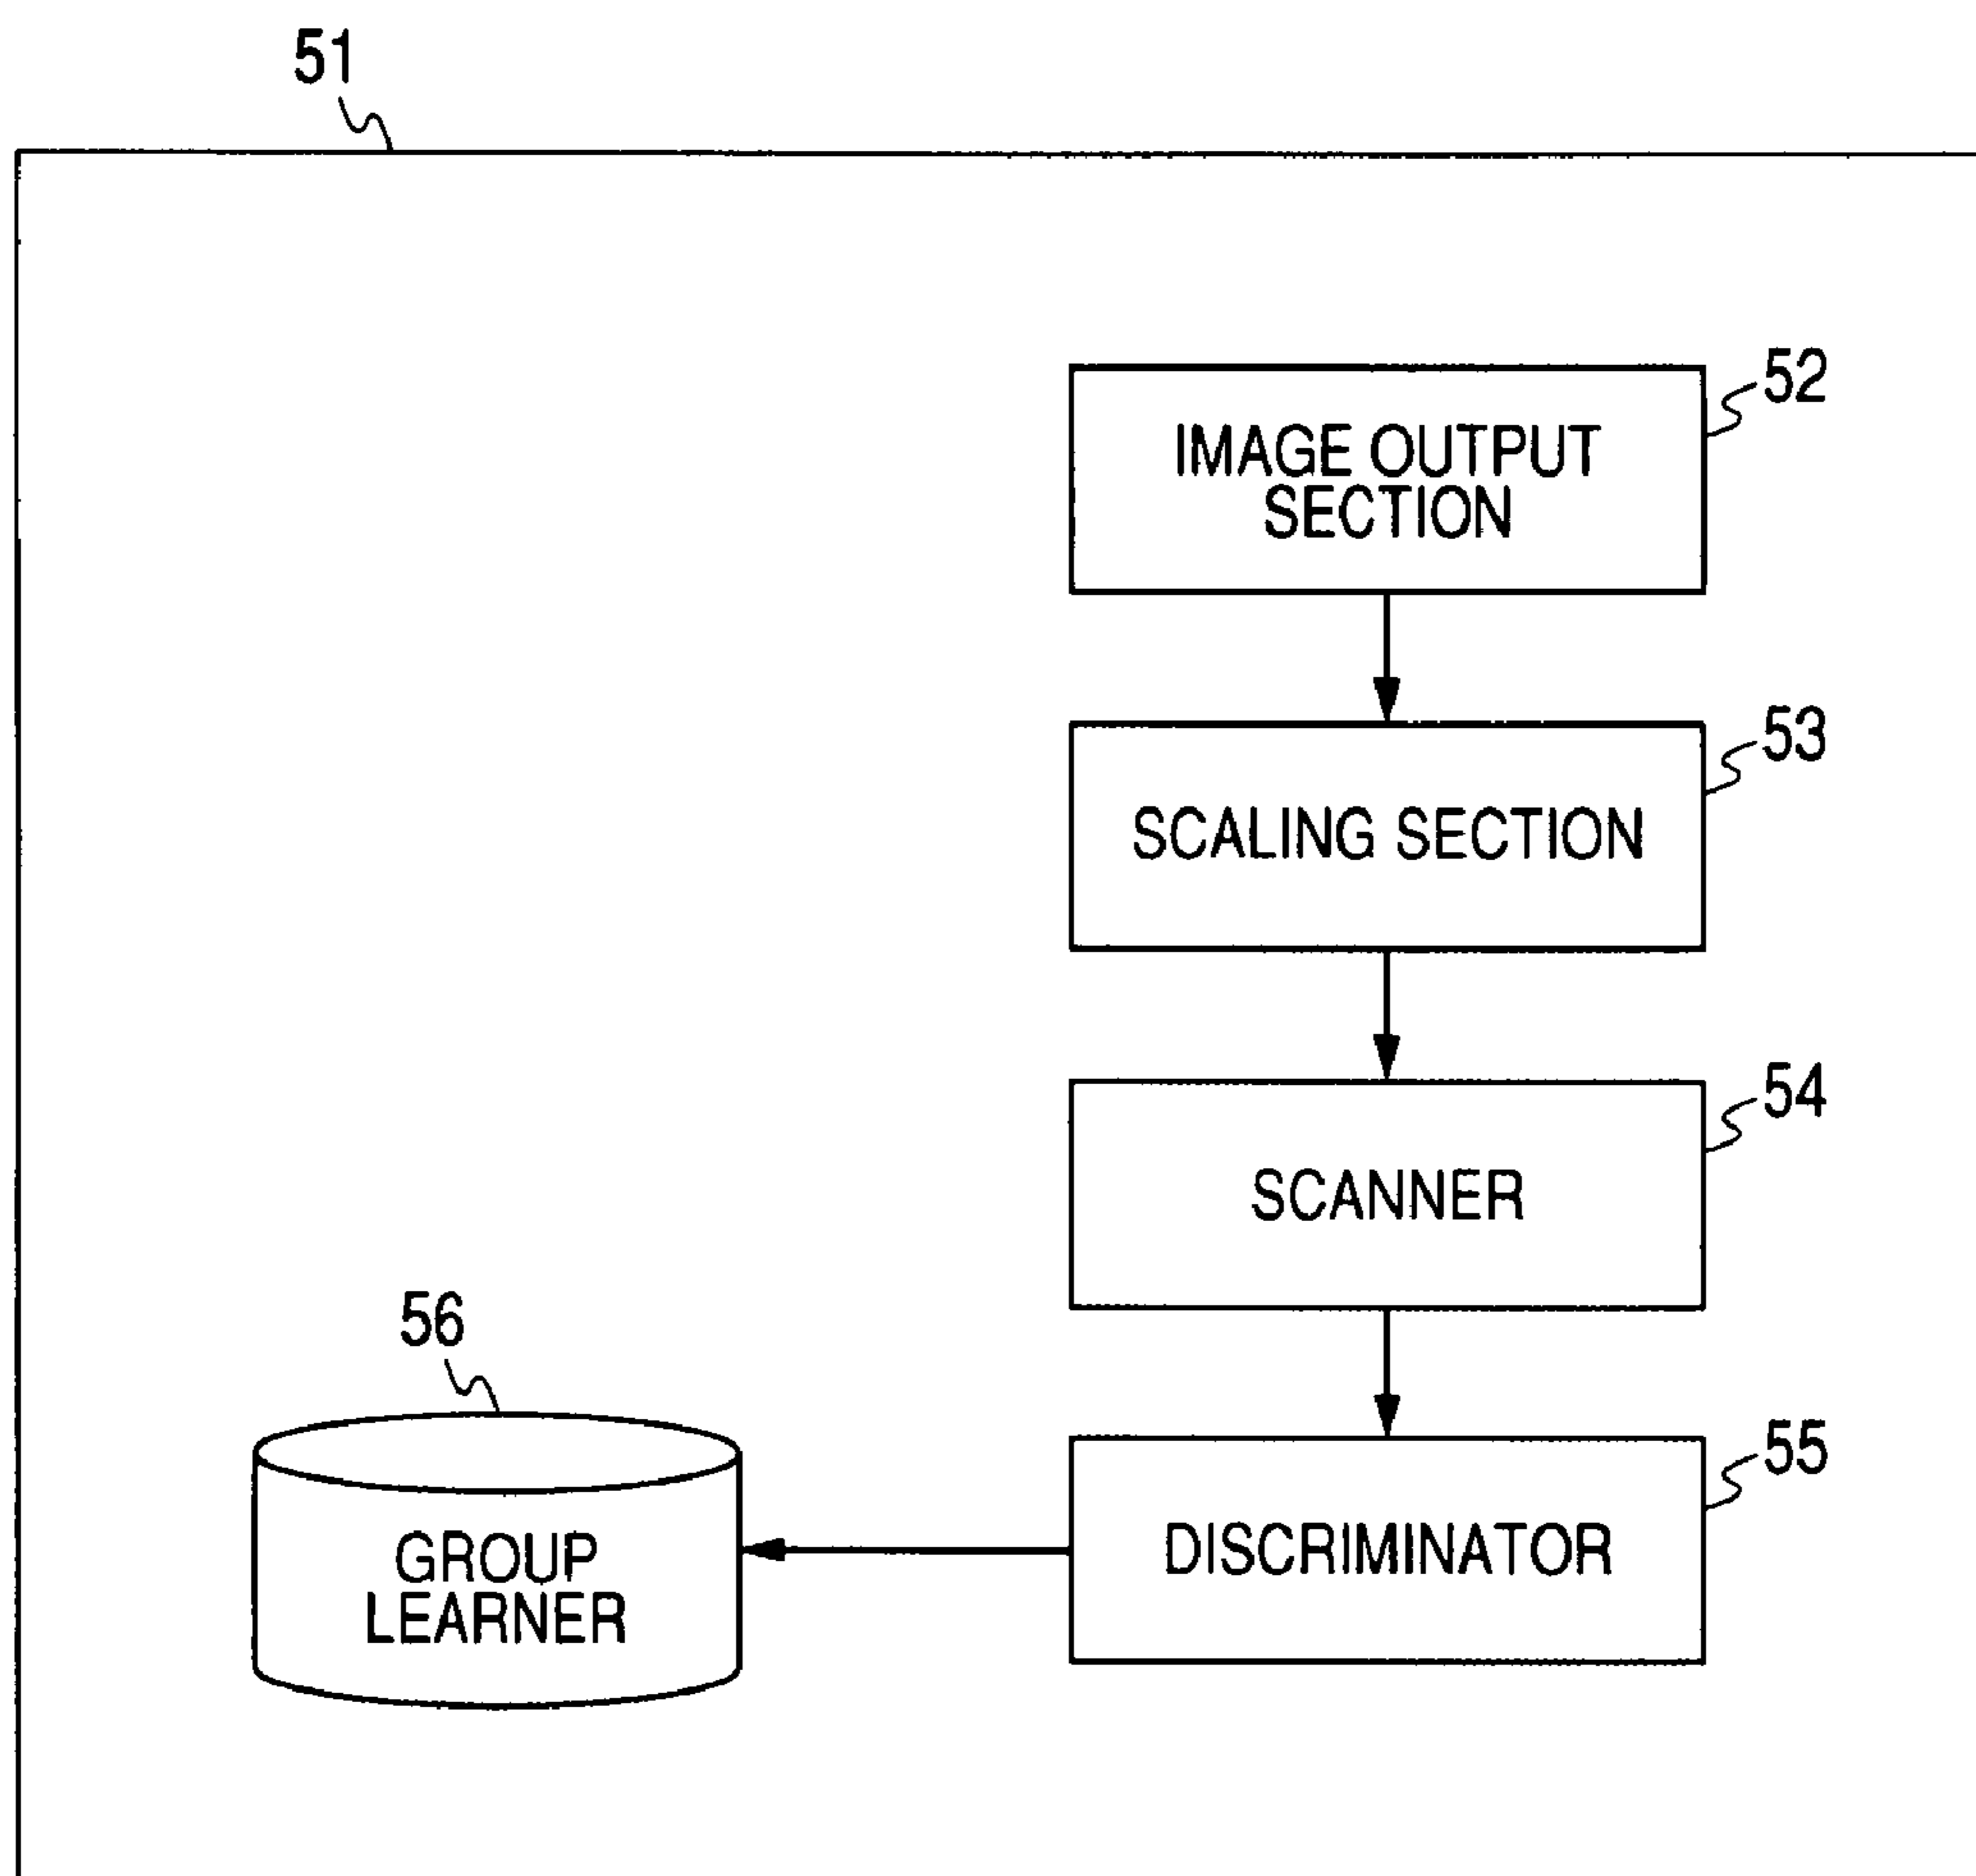 51
52
IMAGE OUTPUT
SECTION
53
SCALING SECTION
54
SCANNER
56
55
GROUP
LEARNER
DISCRIMINATOR